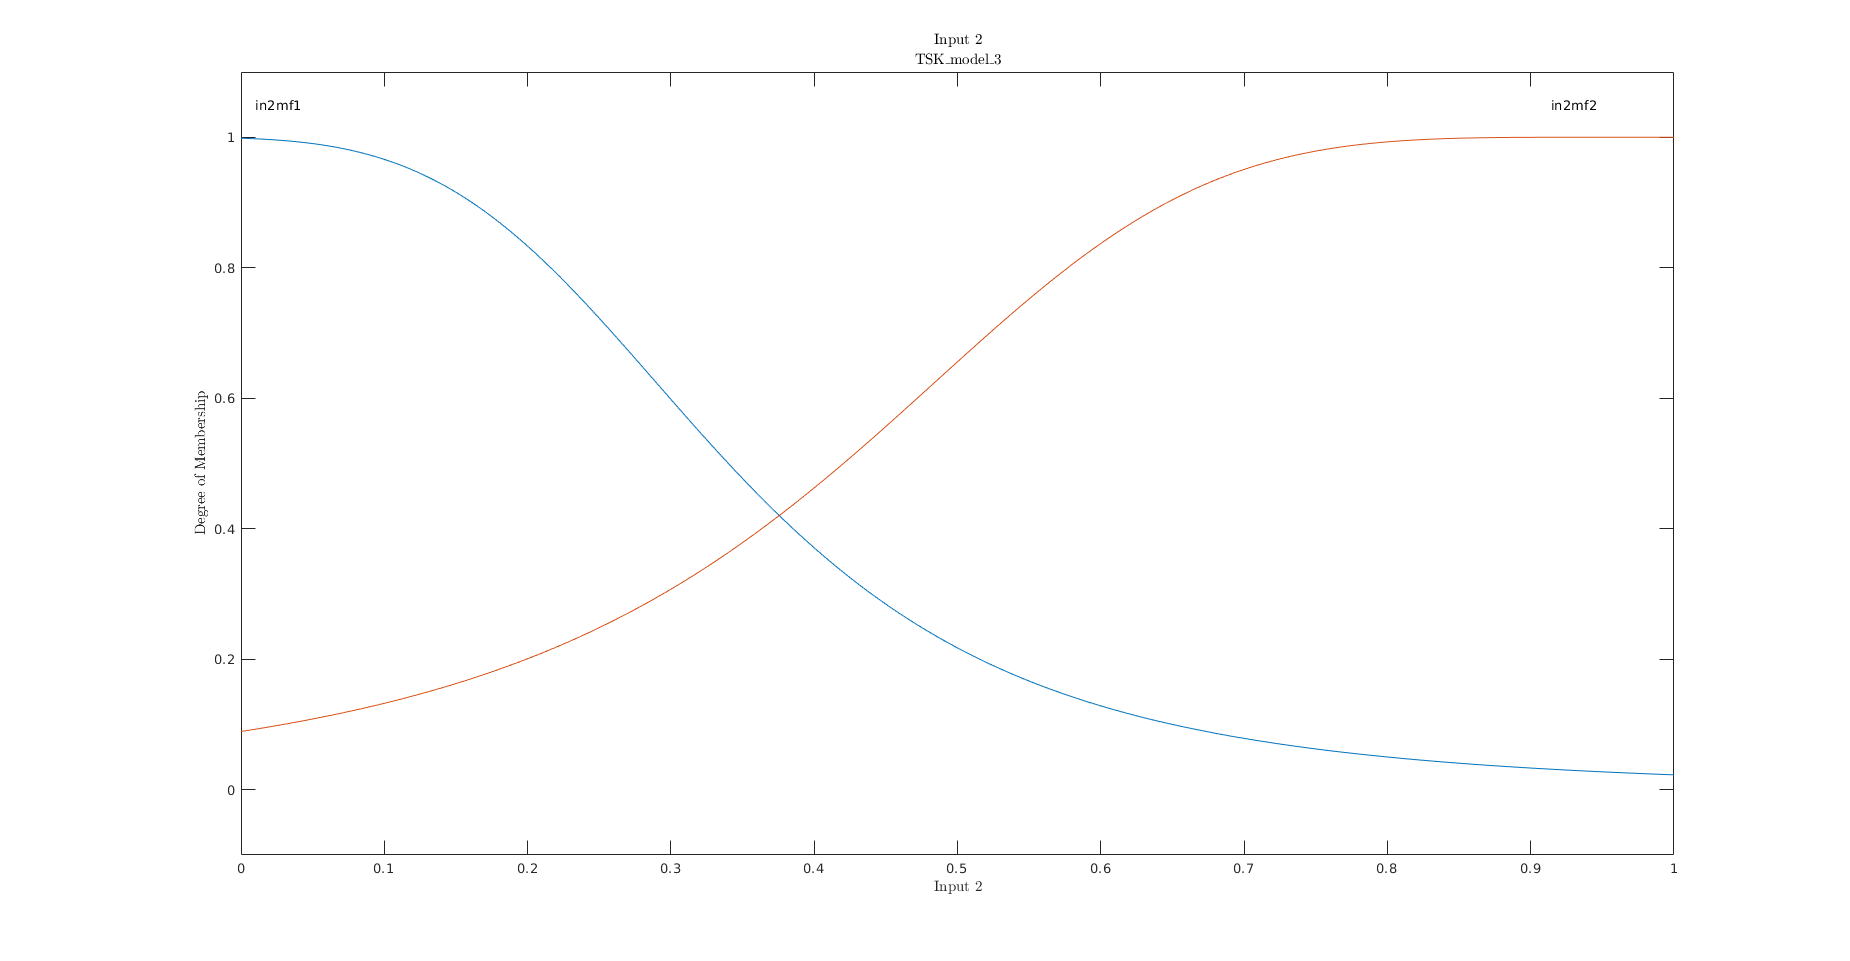 Input 2
TSK_model_3
in2mf1
in2mf2
1
0.8
0.6
0.4
0.2
0
Degree of Membership
0 0.1 0.2 0.3 0.4 0.5 0.6 0.7 0.8 0.9 1
Input 2